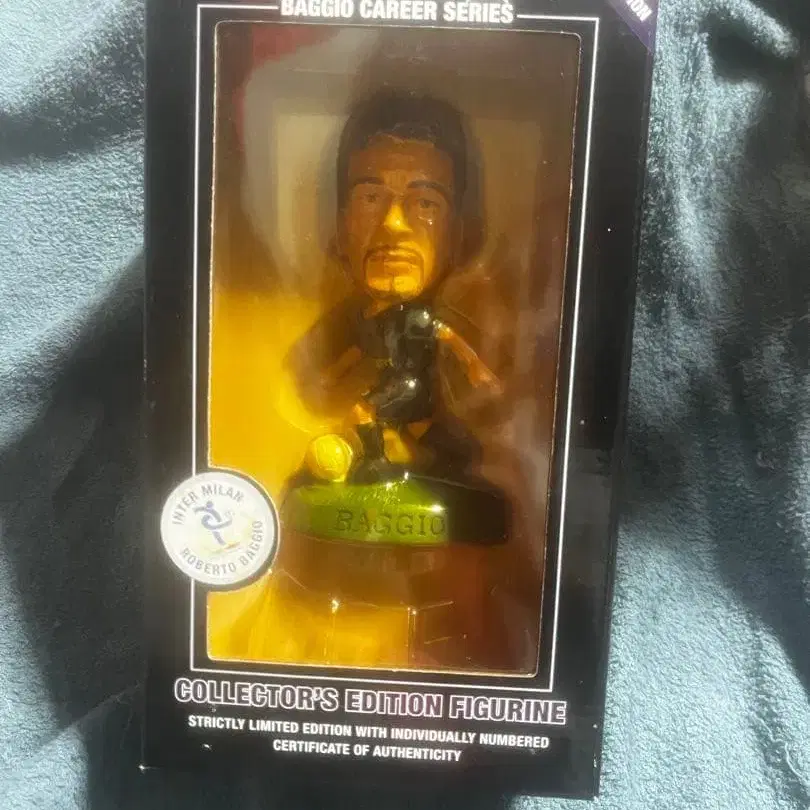 BAGGIO CAREER SERIES
BAGGIO
INTER MILAN
ROBERTO BAGGIO
COLLECTOR'S EDITION FIGURINE
STRICTLY LIMITED EDITION WITH INDIVIDUALLY NUMBERED
CERTIFICATE OF AUTHENTICITY